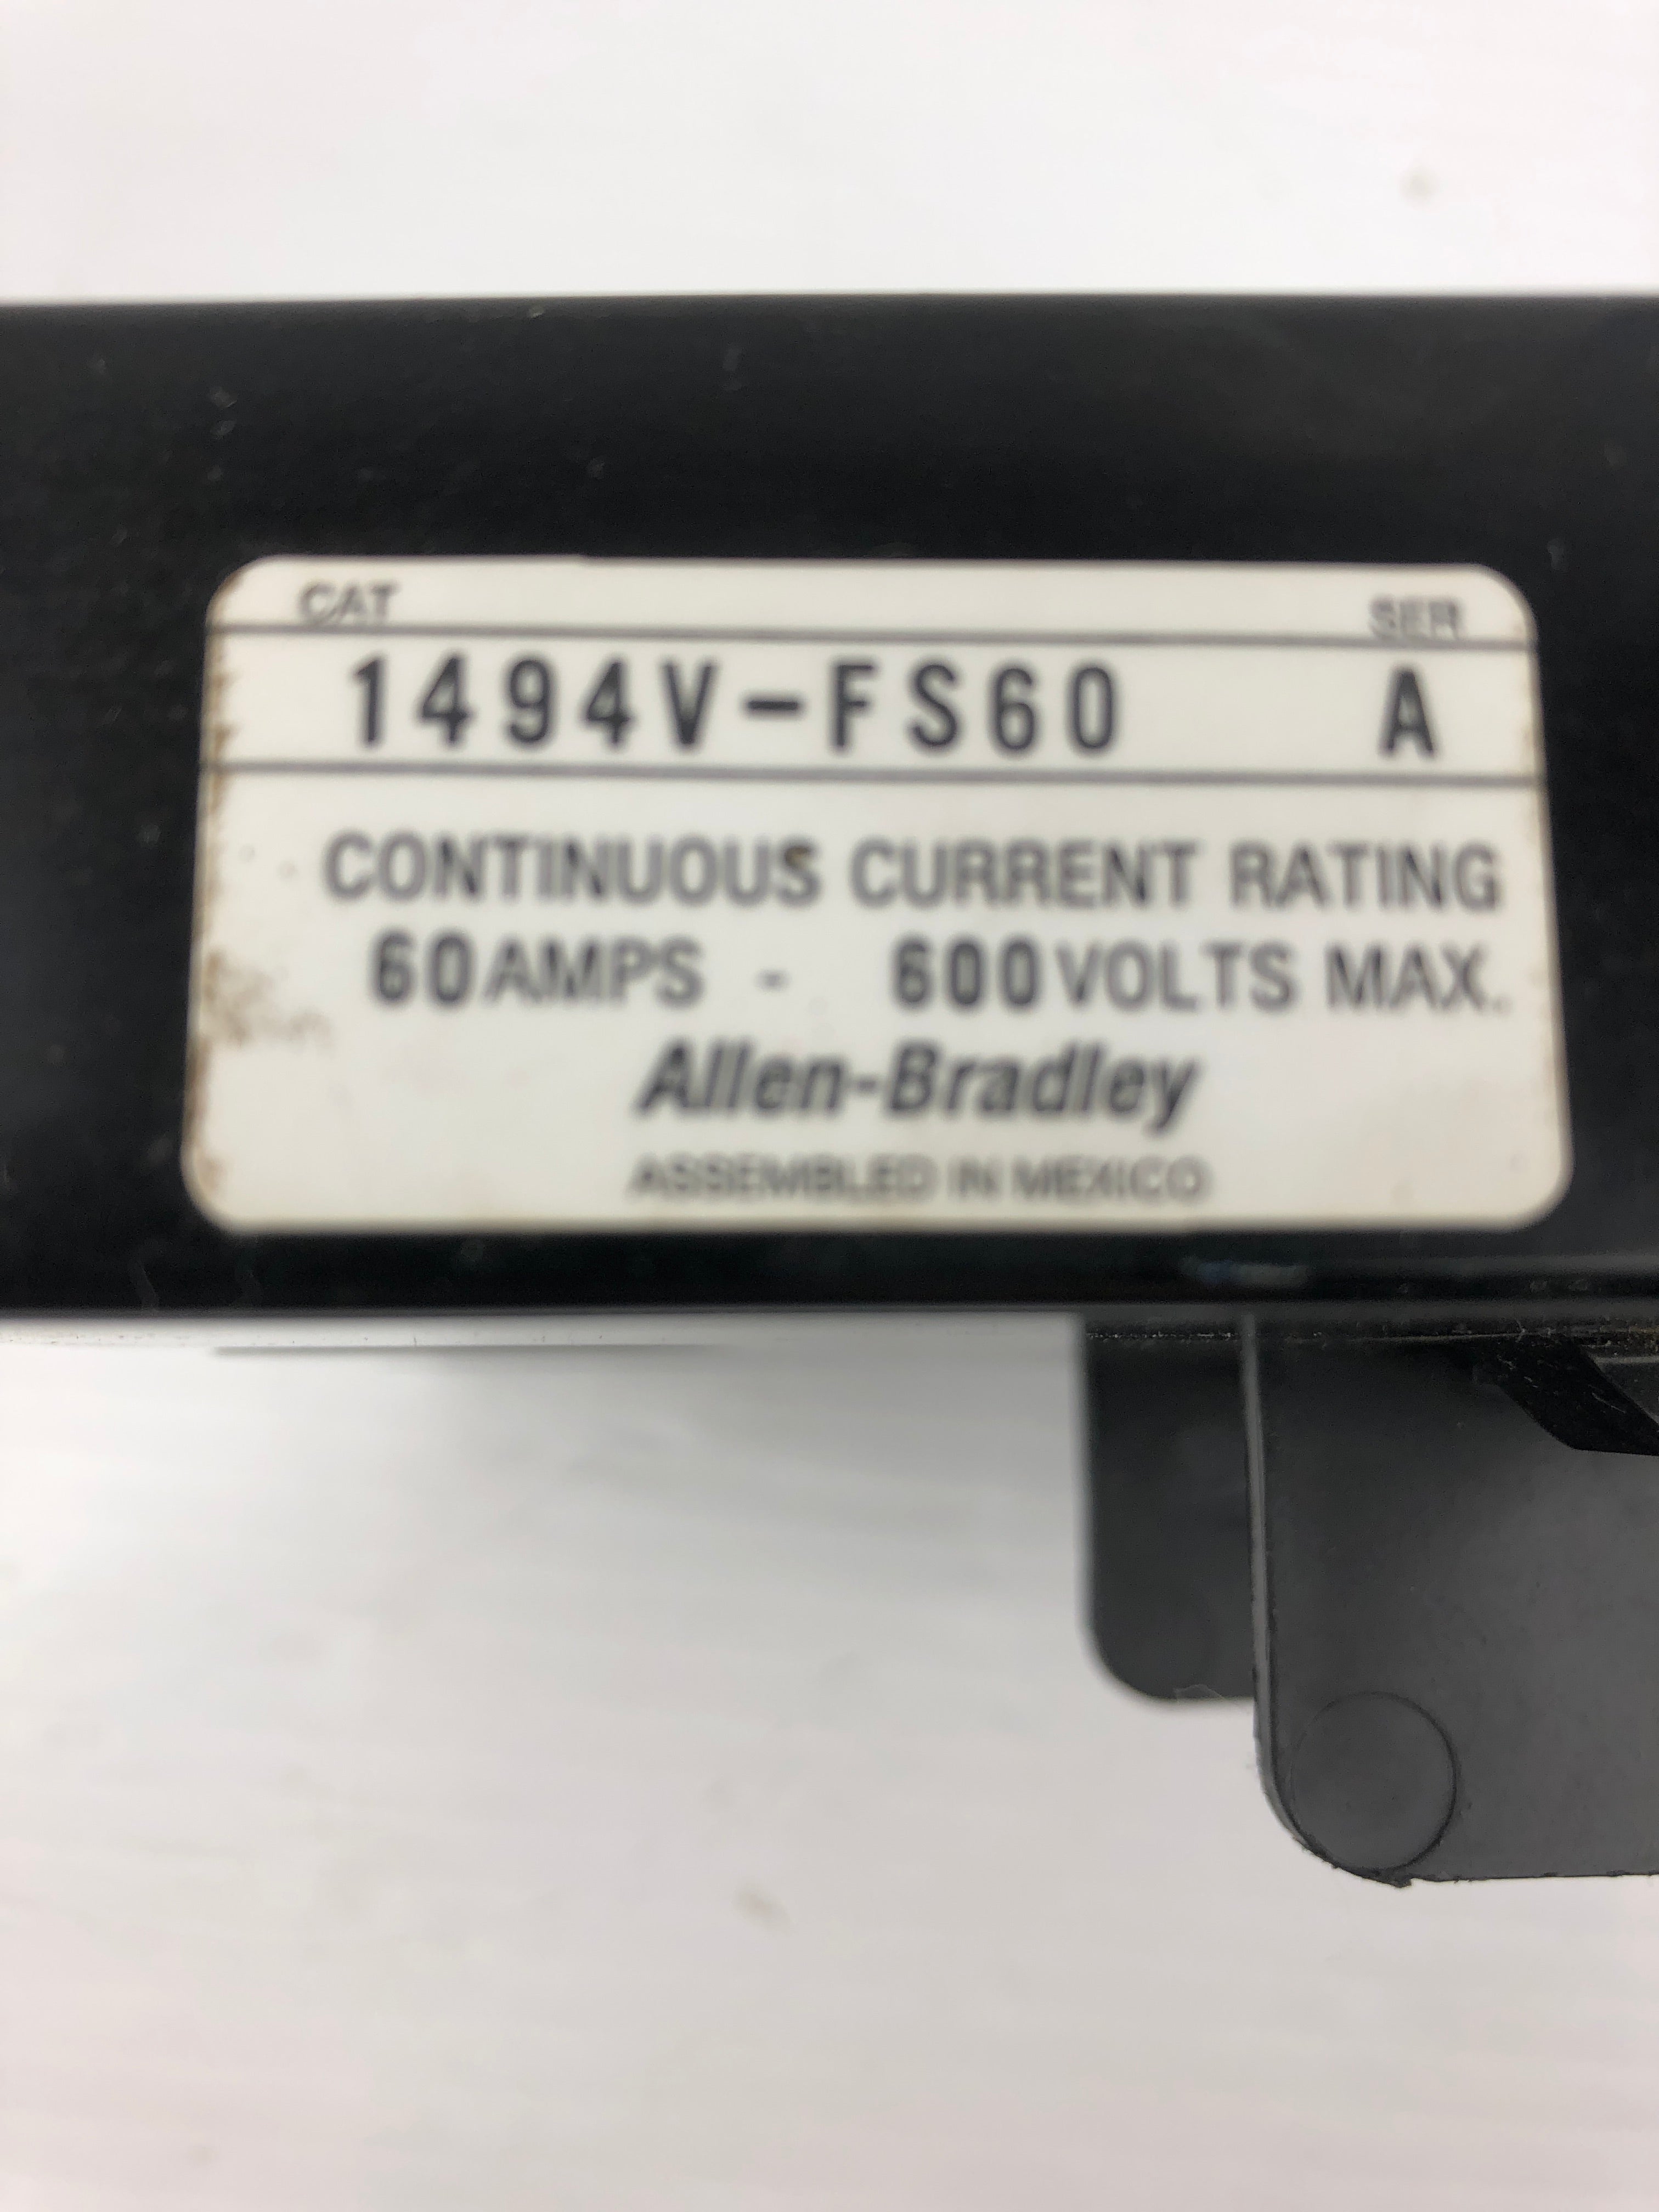 CAT SER
1494V-FS60 A
CONTINUOUS CURRENT RATING
60 AMPS - 600 VOLTS MAX.
Allen-Bradley
ASSEMBLED IN MEXICO